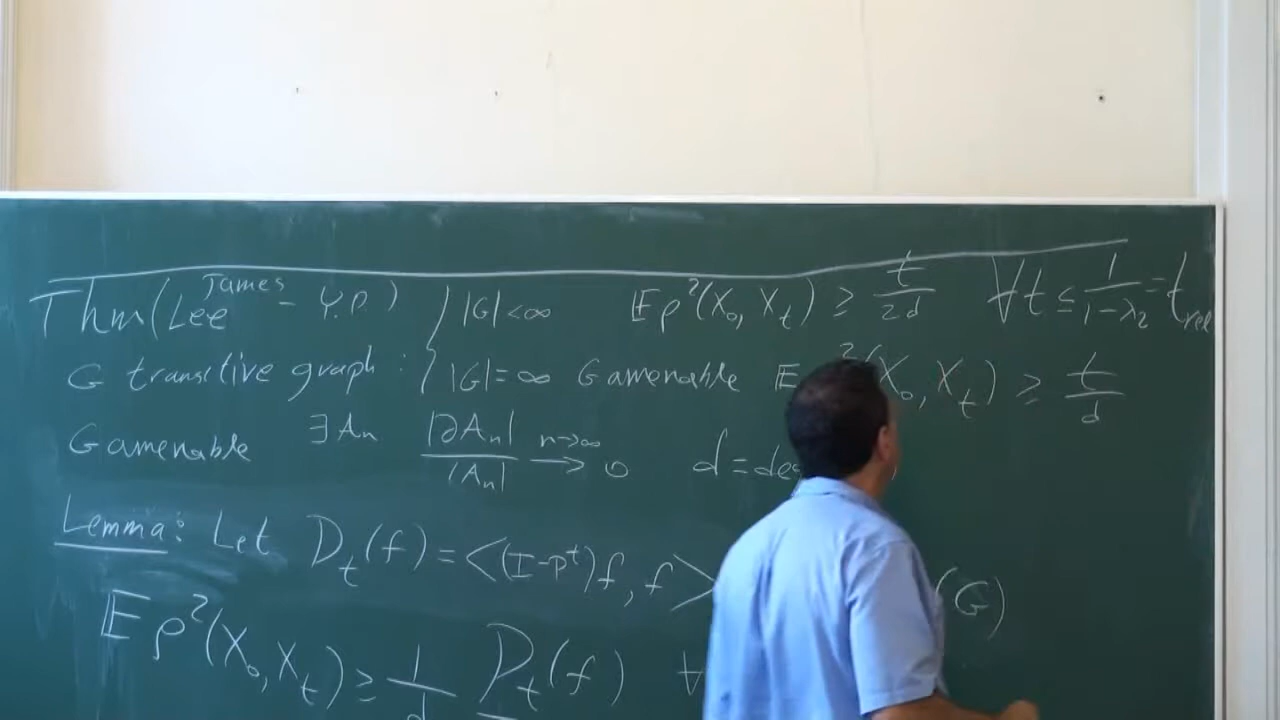 Thm (Lee James - Y.P.) { |G|<∞ 𝔼ρ²(X₀, X_t) ≥ t/2d ∀t ≤ 1/(1-λ₂) = t_rel
G transitive graph : { |G|=∞ G amenable 𝔼 ²(X₀, X_t) ≥ t/d
G amenable ∃ A_n |∂A_n|/|A_n| → 0 n→∞ d = deg
Lemma: Let D_t(f) = <(I-P^t)f, f> (G)
𝔼ρ²(X₀, X_t) ≥ 1/d D_t(f) ∀